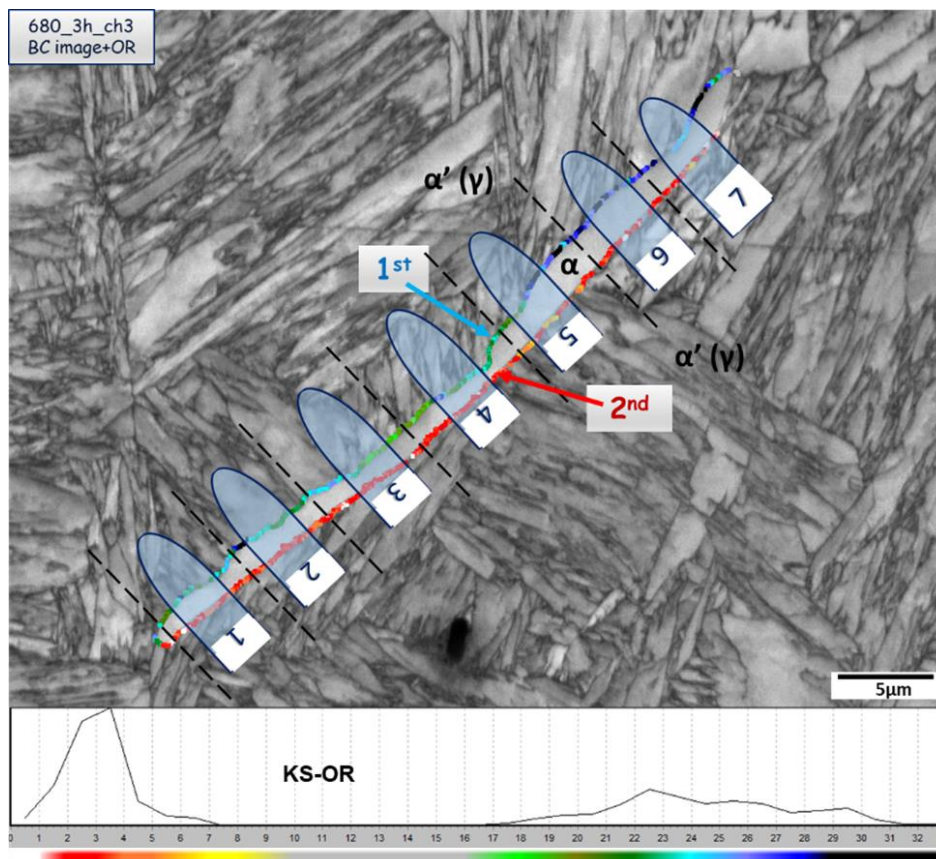 680_3h_ch3
BC image+OR
α' (γ)
1st
α
α' (γ)
2nd
1
2
3
4
5
6
7
5µm
KS-OR
0 1 2 3 4 5 6 7 8 9 10 11 12 13 14 15 16 17 18 19 20 21 22 23 24 25 26 27 28 29 30 31 32